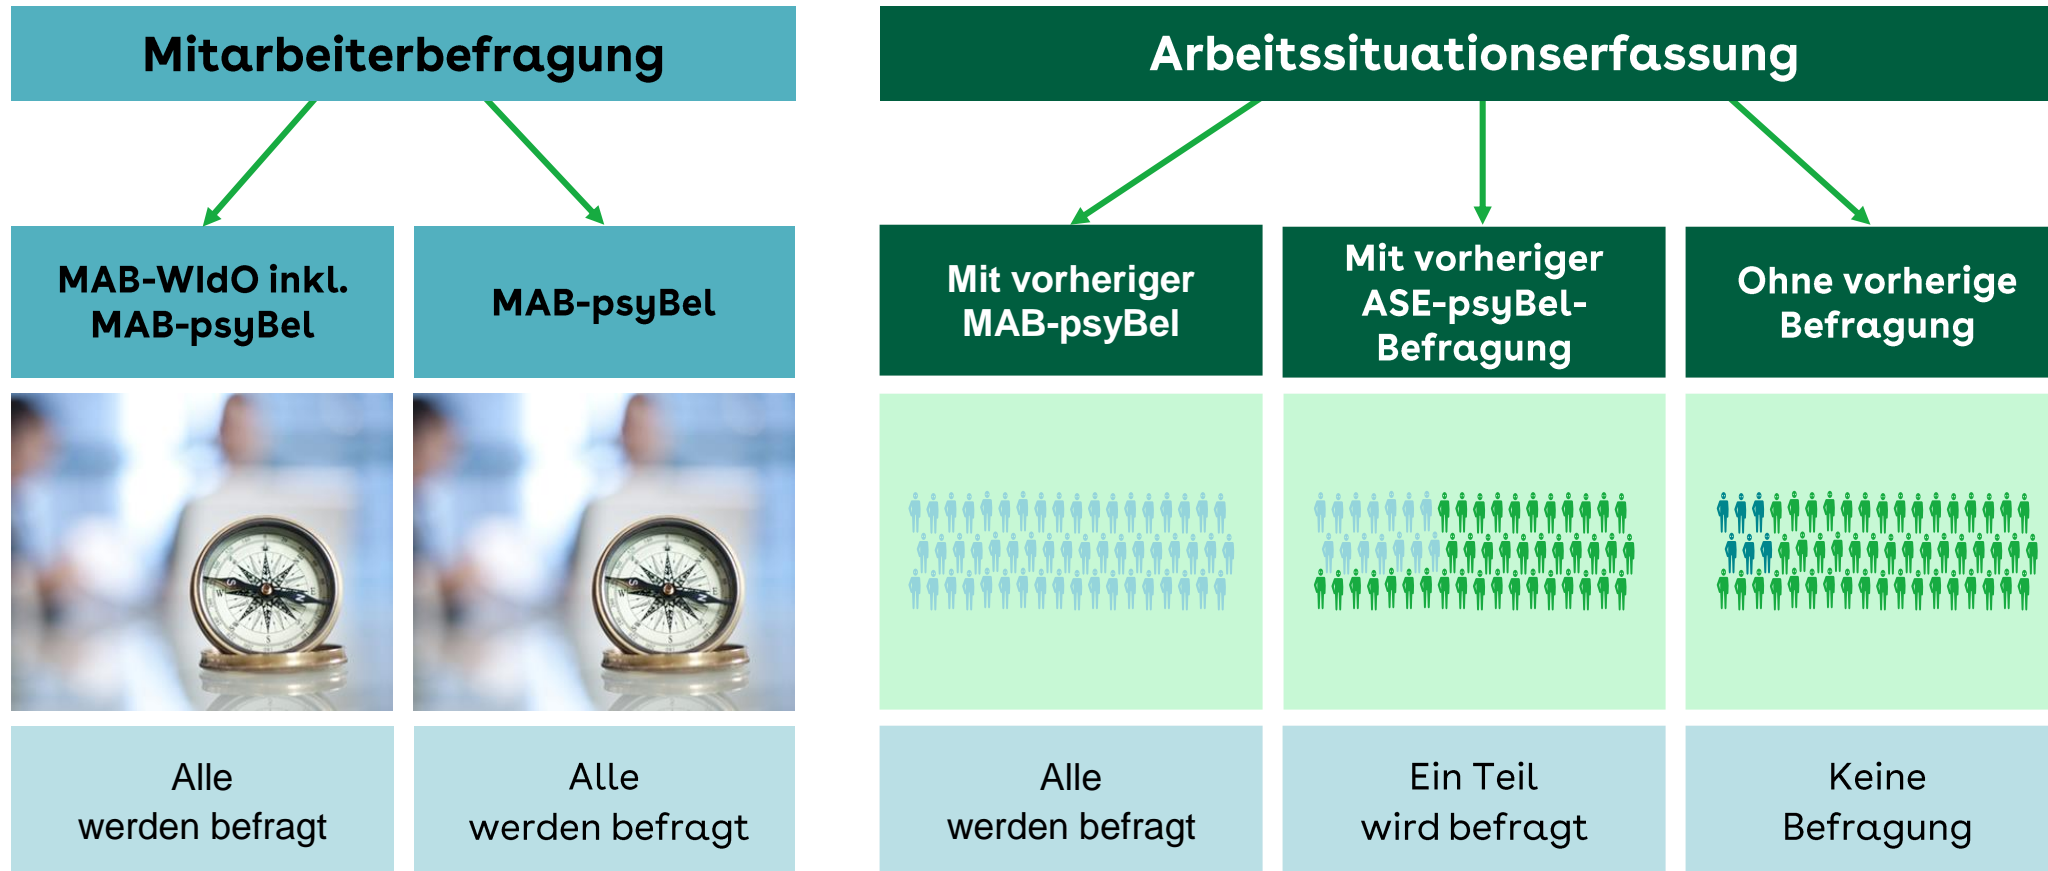 Mitarbeiterbefragung
Arbeitssituationserfassung
MAB-WIdO inkl.
MAB-psyBel
MAB-psyBel
Mit vorheriger
MAB-psyBel
Mit vorheriger
ASE-psyBel-
Befragung
Ohne vorherige
Befragung
Alle
werden befragt
Alle
werden befragt
Alle
werden befragt
Ein Teil
wird befragt
Keine
Befragung